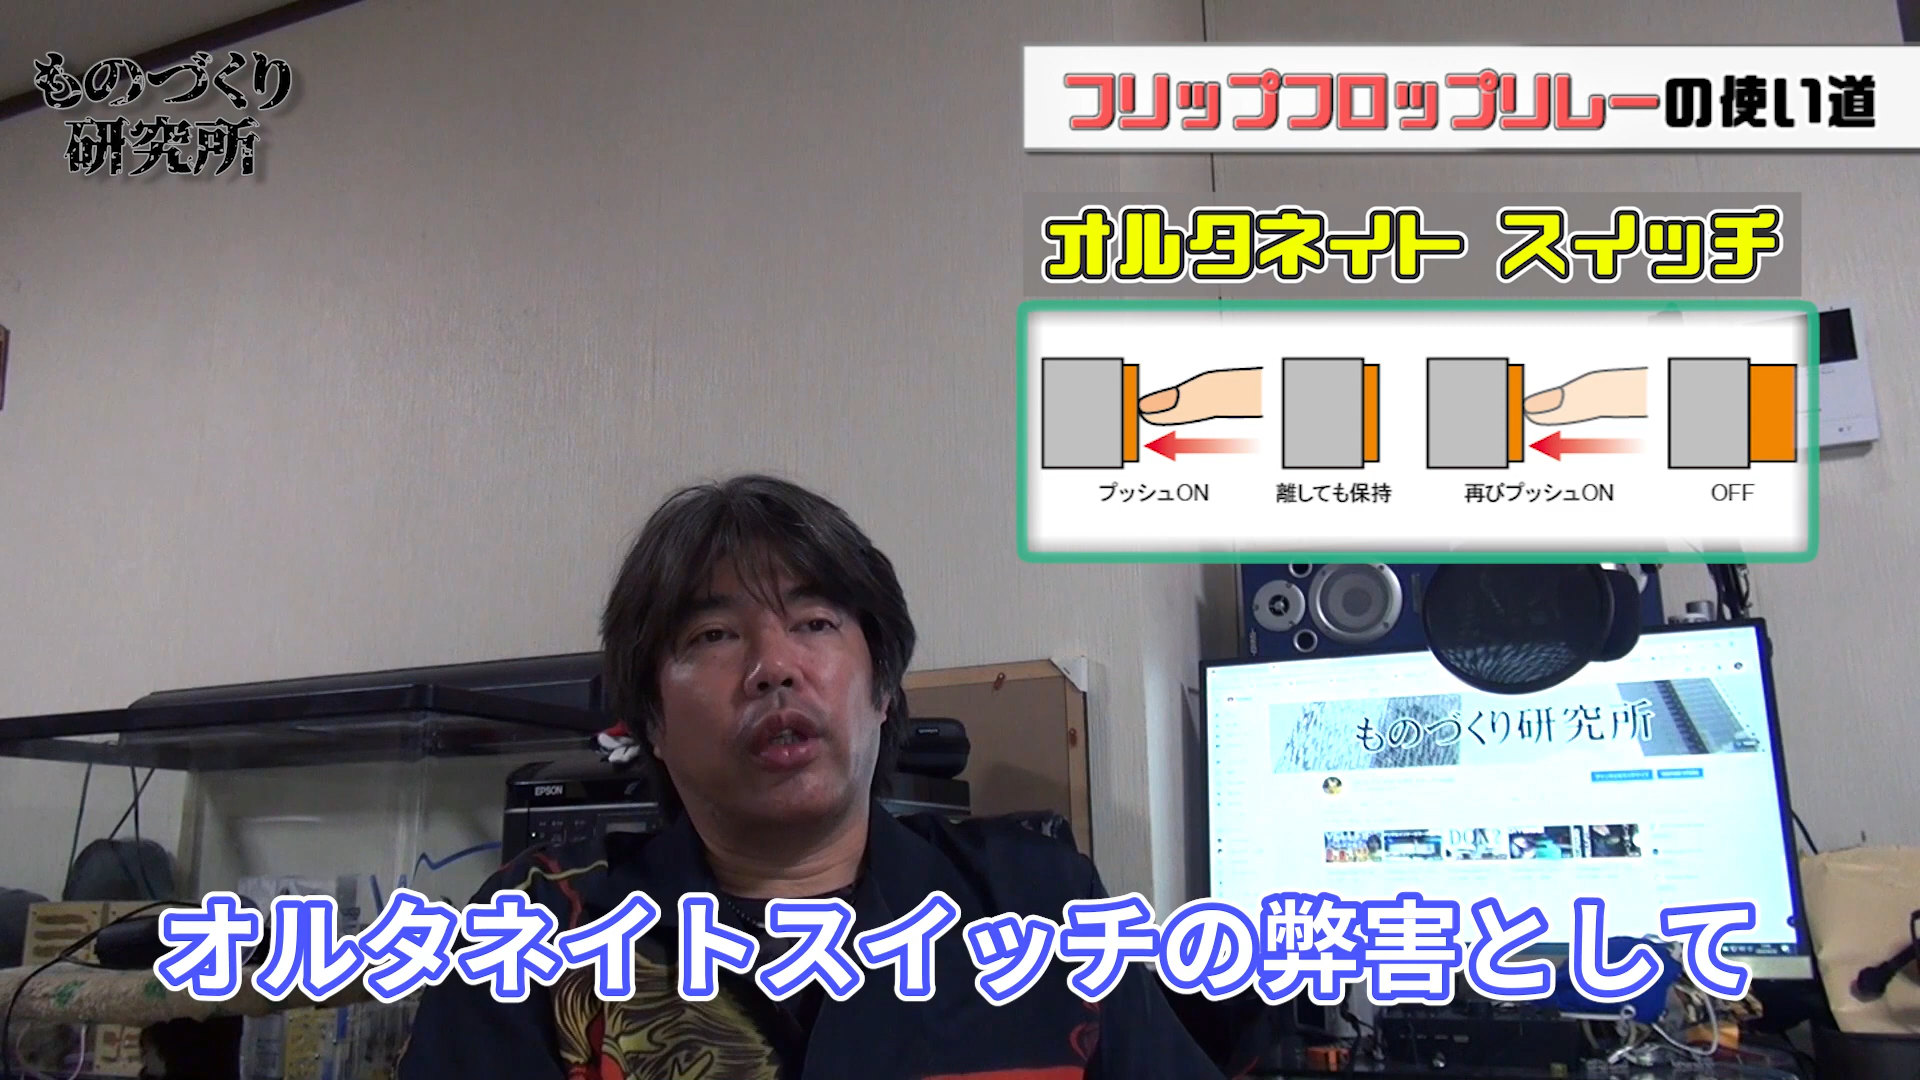 ものづくり
研究所
フリップフロップリレーの使い道
オルタネイト スイッチ
プッシュON
離しても保持
再びプッシュON
OFF
EPSON
ものづくり研究所
オルタネイトスイッチの弊害として